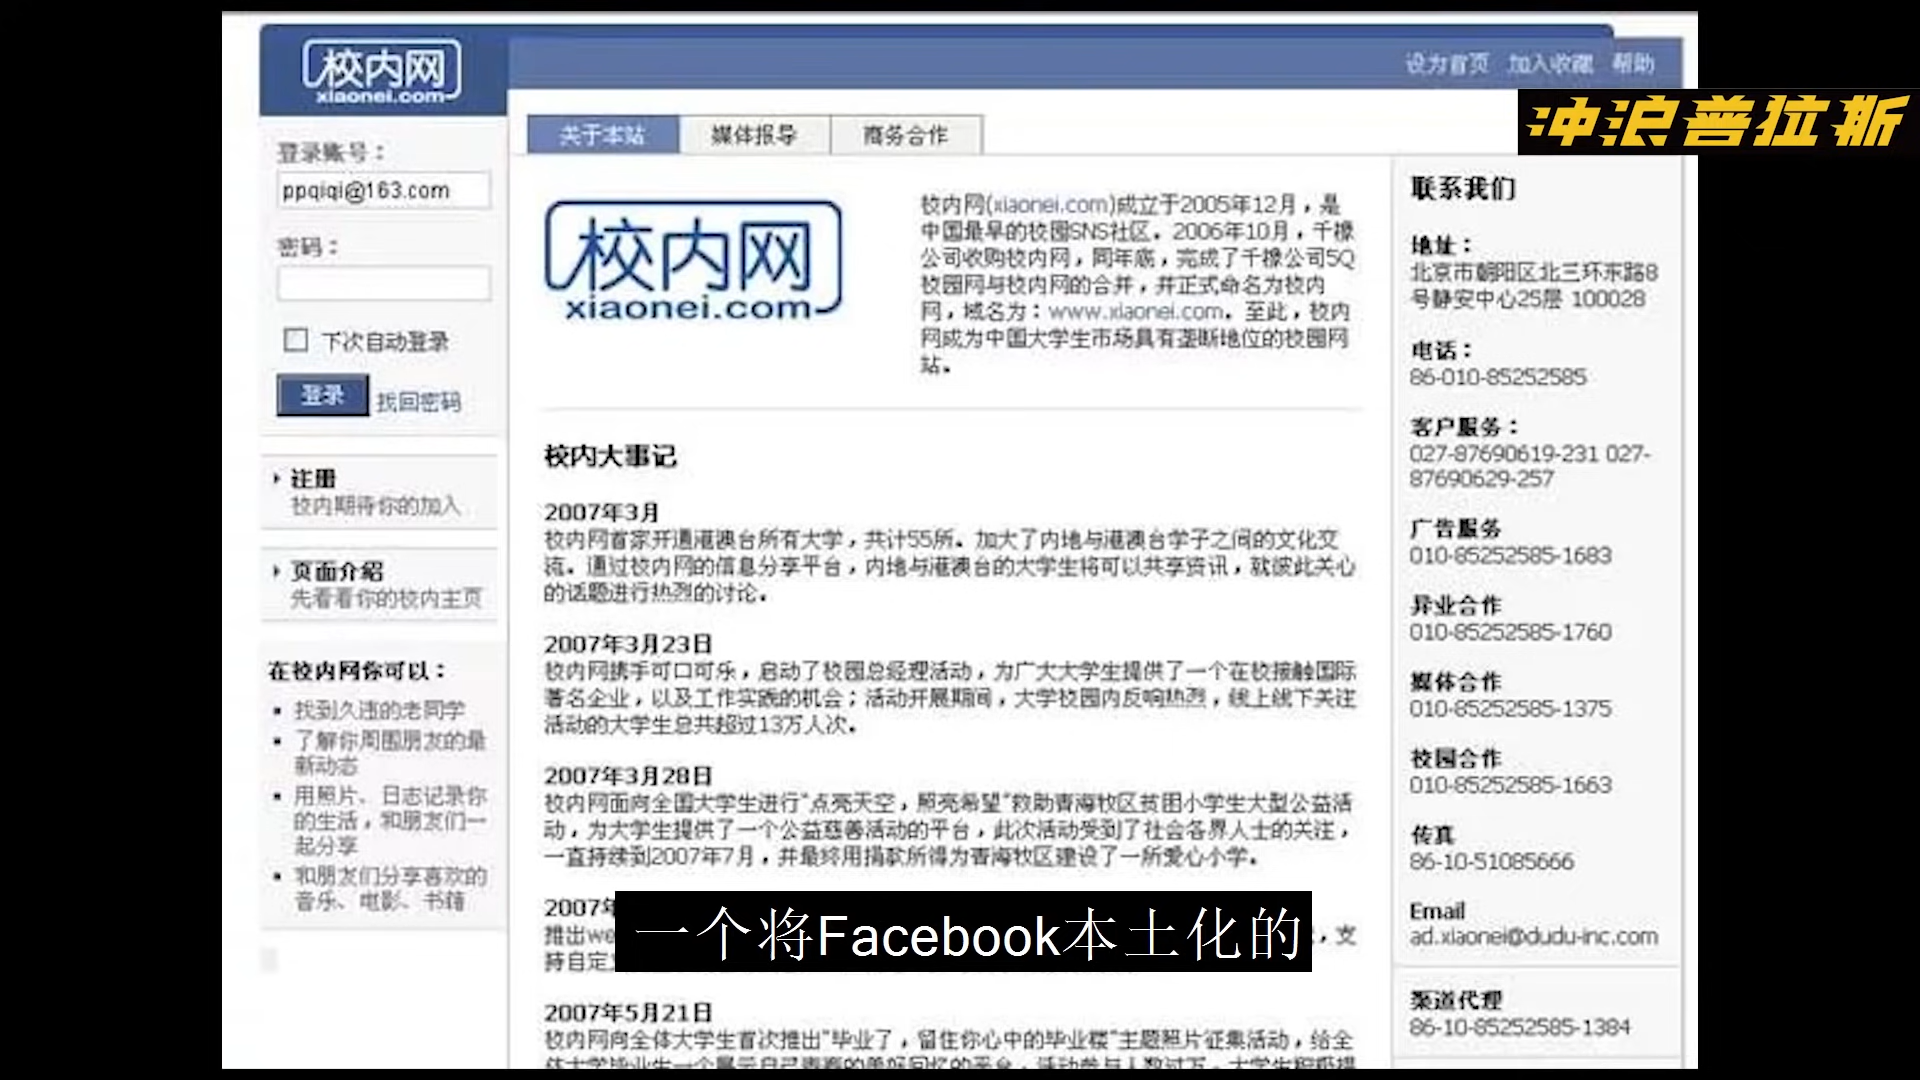 校内网
xiaonei.com
设为首页 加入收藏 帮助
冲浪普拉斯
登录账号：
ppqiqi@163.com
密码：
下次自动登录
登录 找回密码
注册
校内期待你的加入
页面介绍
先看看你的校内主页
在校内网你可以：
找到久违的老同学
了解你周围朋友的最
新动态
用照片、日志记录你
的生活，和朋友们一
起分享
和朋友们分享喜欢的
音乐、电影、书籍
关于本站 媒体报导 商务合作
校内网
xiaonei.com
校内网(xiaonei.com)成立于2005年12月，是
中国最早的校园SNS社区。2006年10月，千橡
公司收购校内网，同年底，完成了千橡公司5Q
校园网与校内网的合并，并正式命名为校内
网，域名为：www.xiaonei.com。至此，校内
网成为中国大学生市场具有垄断地位的校园网
站。
校内大事记
2007年3月
校内网首家开通港澳台所有大学，共计55所。加大了内地与港澳台学子之间的文化交
流。通过校内网的信息分享平台，内地与港澳台的大学生将可以共享资讯，就彼此关心
的话题进行热烈的讨论。
2007年3月23日
校内网携手可口可乐，启动了校园总经理活动，为广大大学生提供了一个在校接触国际
著名企业，以及工作实践的机会；活动开展期间，大学校园内反响热烈，线上线下关注
活动的大学生总共超过13万人次。
2007年3月28日
校内网面向全国大学生进行"点亮天空，照亮希望"救助青海牧区贫困小学生大型公益活
动，为大学生提供了一个公益慈善活动的平台，此次活动受到了社会各界人士的关注，
一直持续到2007年7月，并最终用捐款所得为青海牧区建设了一所爱心小学。
2007年
推出we ，支
持自定
一个将Facebook本土化的
2007年5月21日
校内网向全体大学生首次推出"毕业了，留住你心中的毕业楼"主题照片征集活动，给全
联系我们
地址：
北京市朝阳区北三环东路8
号静安中心25层 100028
电话：
86-010-85252585
客户服务：
027-87690619-231 027-
87690629-257
广告服务
010-85252585-1683
异业合作
010-85252585-1760
媒体合作
010-85252585-1375
校园合作
010-85252585-1663
传真
86-10-51085666
Email
ad.xiaonei@dudu-inc.com
渠道代理
86-10-85252585-1384